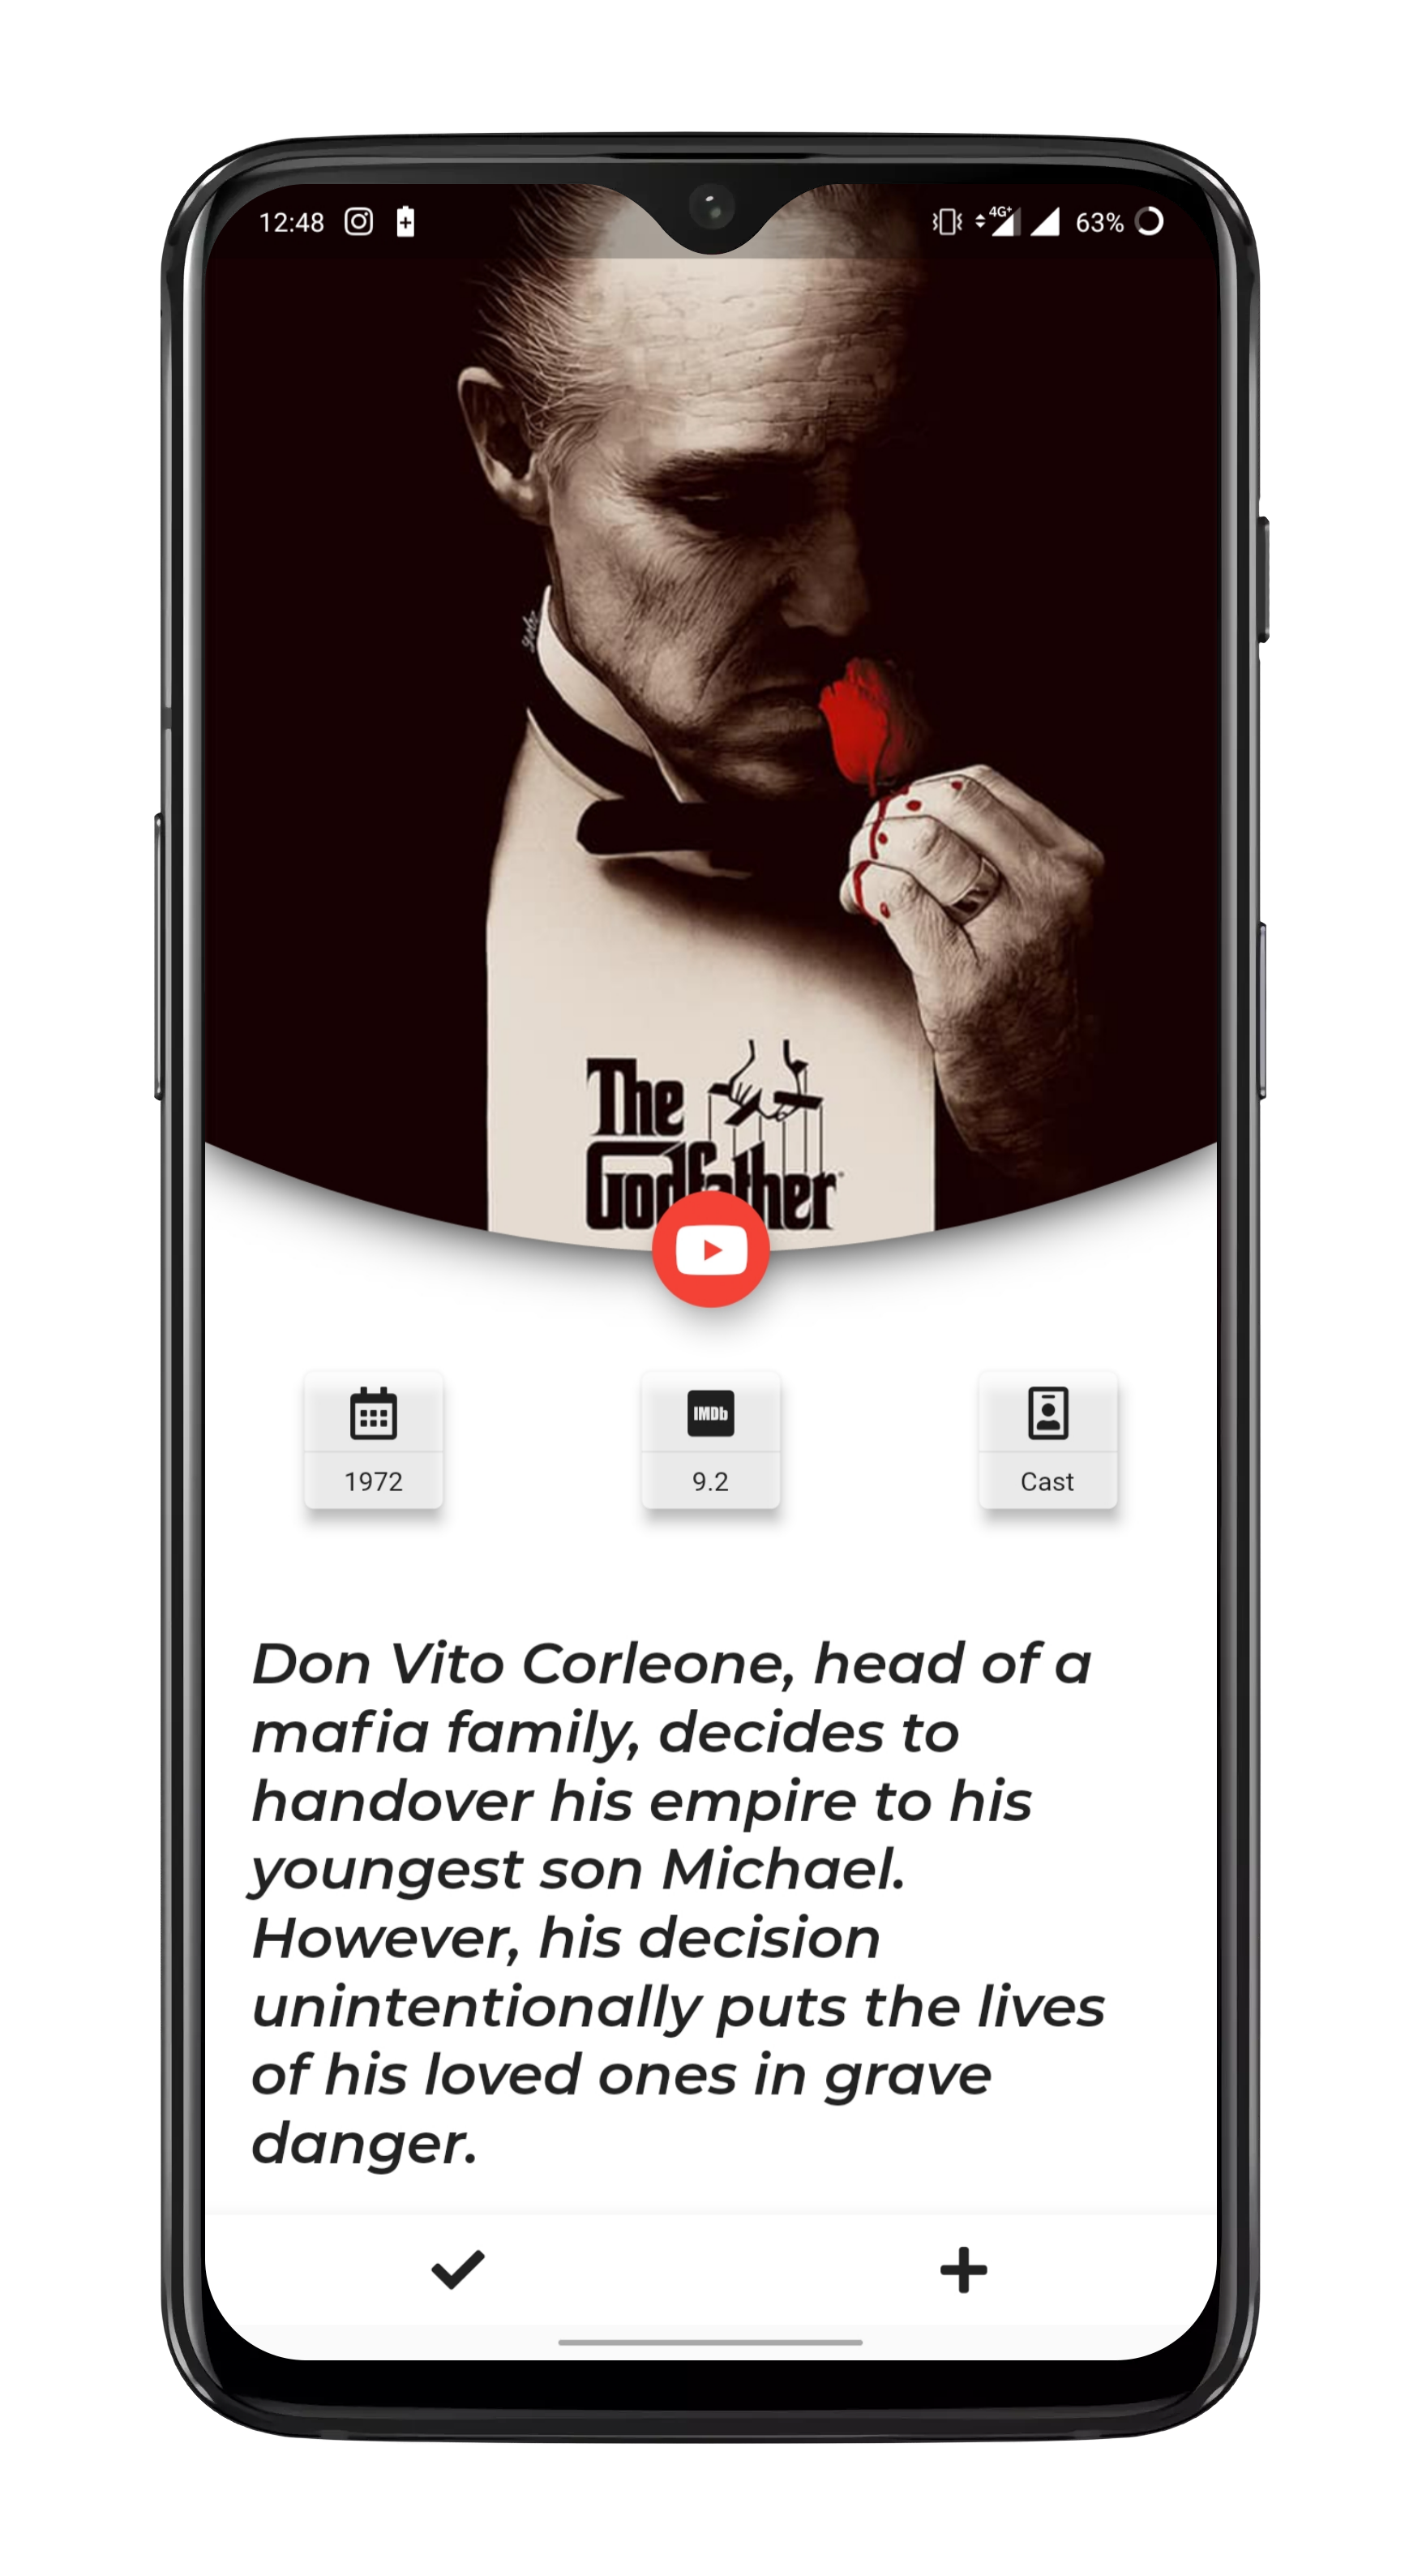 12:48 4G+ 63%
The
Godfather
IMDb
1972 9.2 Cast
Don Vito Corleone, head of a
mafia family, decides to
handover his empire to his
youngest son Michael.
However, his decision
unintentionally puts the lives
of his loved ones in grave
danger.